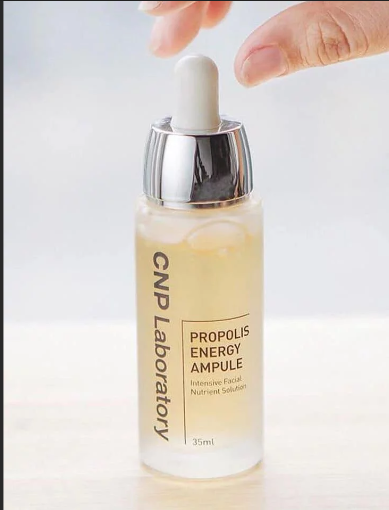 CNP Laboratory
PROPOLIS
ENERGY
AMPULE
Intensive Facial
Nutrient Solution
35ml